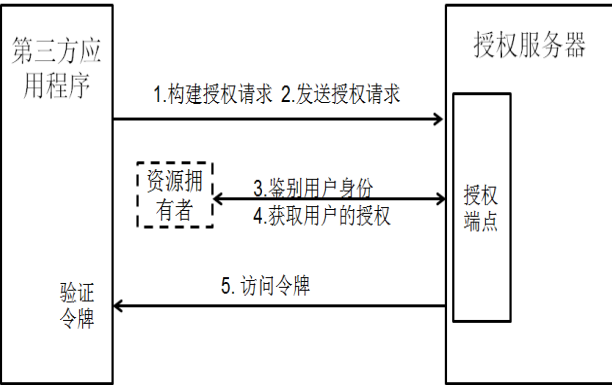 第三方应
用程序
授权服务器
1.构建授权请求 2.发送授权请求
资源拥
有者
3.鉴别用户身份
4.获取用户的授权
授权
端点
5. 访问令牌
验证
令牌